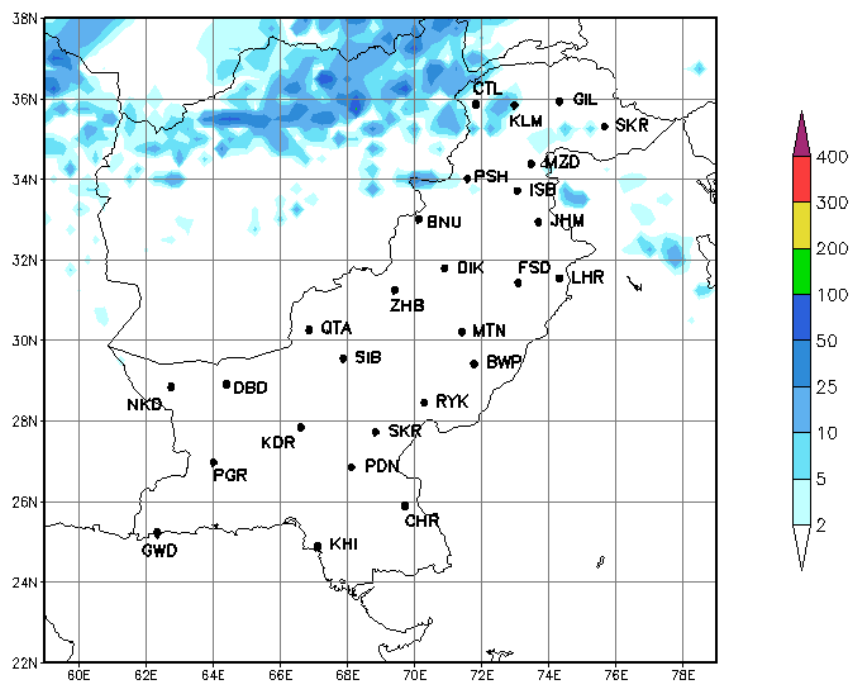 38N
36N
34N
32N
30N
28N
26N
24N
22N
CTL
GIL
KLM
SKR
MZD
PSH
ISB
BNU
JHM
DIK
FSD
LHR
ZHB
QTA
MTN
SIB
BWP
DBD
NKD
RYK
SKR
KDR
PDN
PGR
CHR
KHI
GWD
60E 62E 64E 66E 68E 70E 72E 74E 76E 78E
400
300
200
100
50
25
10
5
2